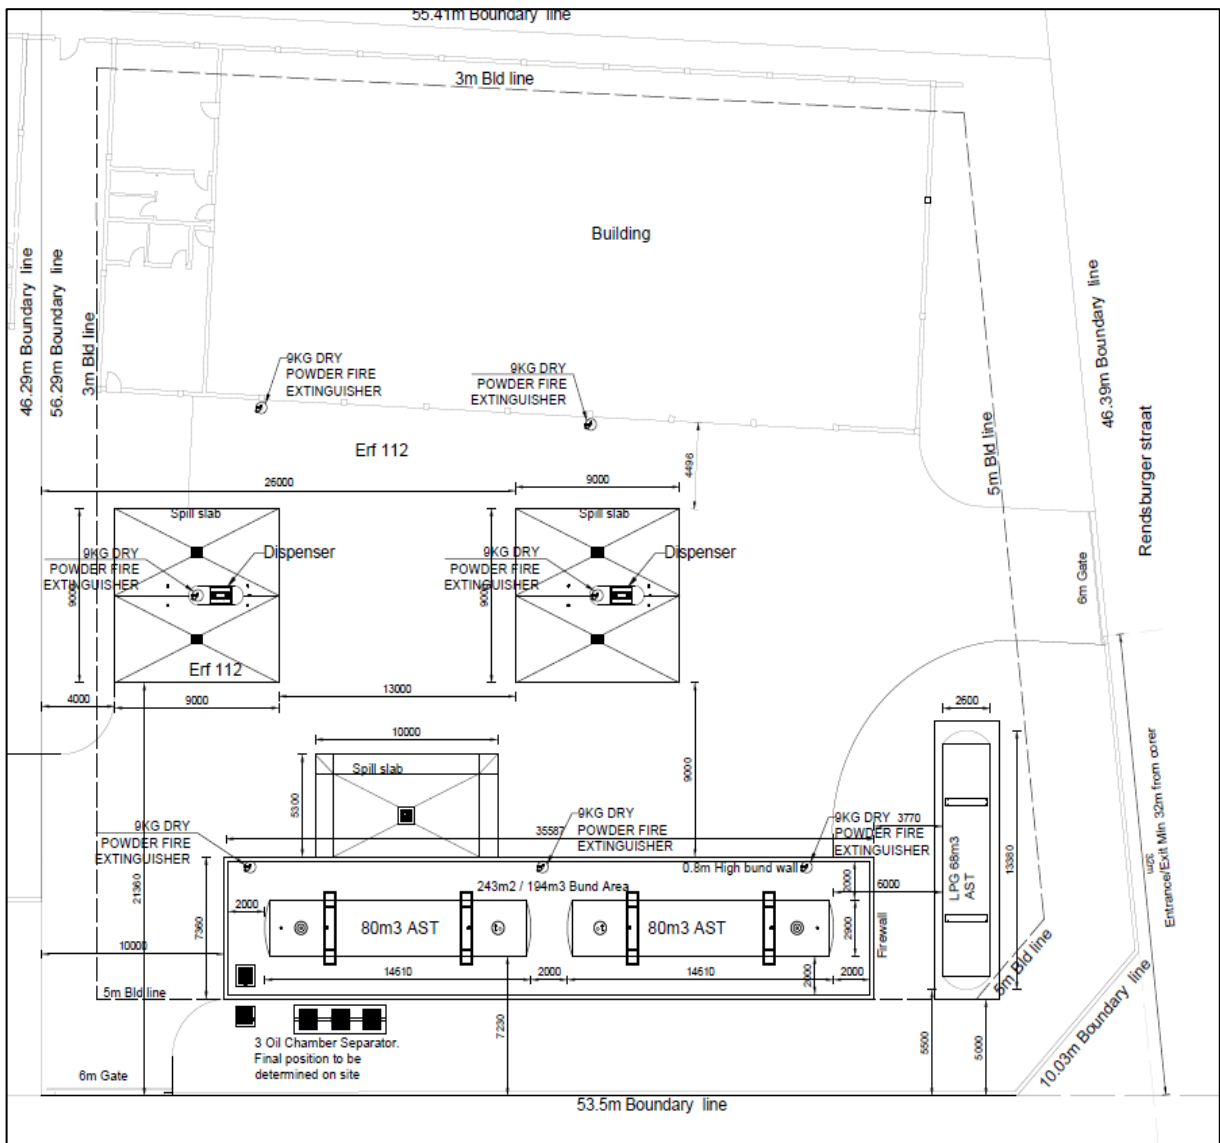 55.41m Boundary line
3m Bld line
Building
46.29m Boundary line
56.29m Boundary line
3m Bld line
46.39m Boundary line
Rendsburger straat
5m Bld line
9KG DRY
POWDER FIRE
EXTINGUISHER
9KG DRY
POWDER FIRE
EXTINGUISHER
Erf 112
4496
26000
9000
Spill slab
Spill slab
9KG DRY
POWDER FIRE
EXTINGUISHER
Dispenser
9KG DRY
POWDER FIRE
EXTINGUISHER
Dispenser
9000
9000
6m Gate
Erf 112
4000
9000
13000
10000
2600
Spill slab
5300
9000
9KG DRY
POWDER FIRE
EXTINGUISHER
35587
9KG DRY
POWDER FIRE
EXTINGUISHER
9KG DRY
POWDER FIRE
EXTINGUISHER
3770
0.8m High bund wall
243m2 / 194m3 Bund Area
21360
7360
2000
80m3 AST
80m3 AST
2000
2900
Firewall
6000
LPG 68m3
AST
13380
Entrance/Exit Min 32m from corer
32m
10000
14610
2000
14610
2000
2000
5m Bld line
5m Bld line
7230
5500
5000
10.03m Boundary line
3 Oil Chamber Separator.
Final position to be
determined on site
6m Gate
53.5m Boundary line